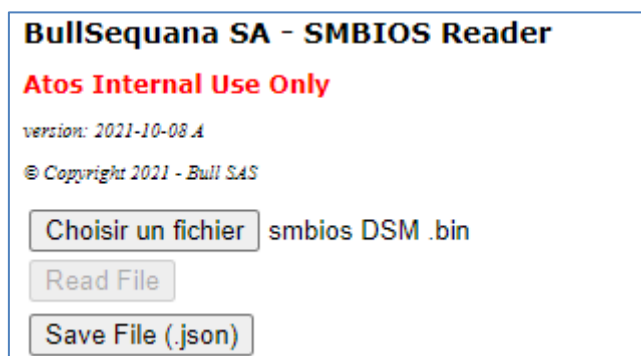 BullSequana SA - SMBIOS Reader
Atos Internal Use Only
version: 2021-10-08 A
© Copyright 2021 - Bull SAS
Choisir un fichier smbios DSM .bin
Read File
Save File (.json)